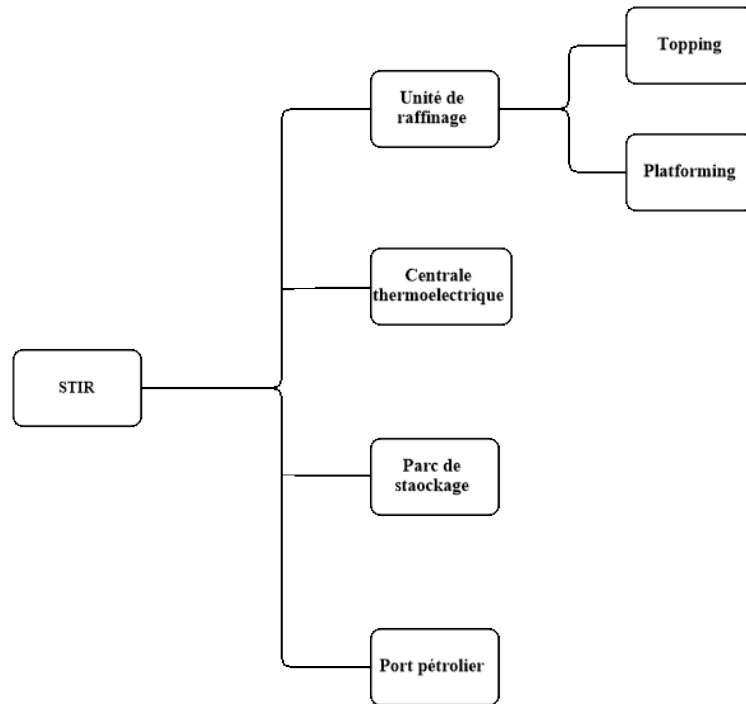 Topping
Unité de
raffinage
Platforming
Centrale
thermoelectrique
STIR
Parc de
staockage
Port pétrolier